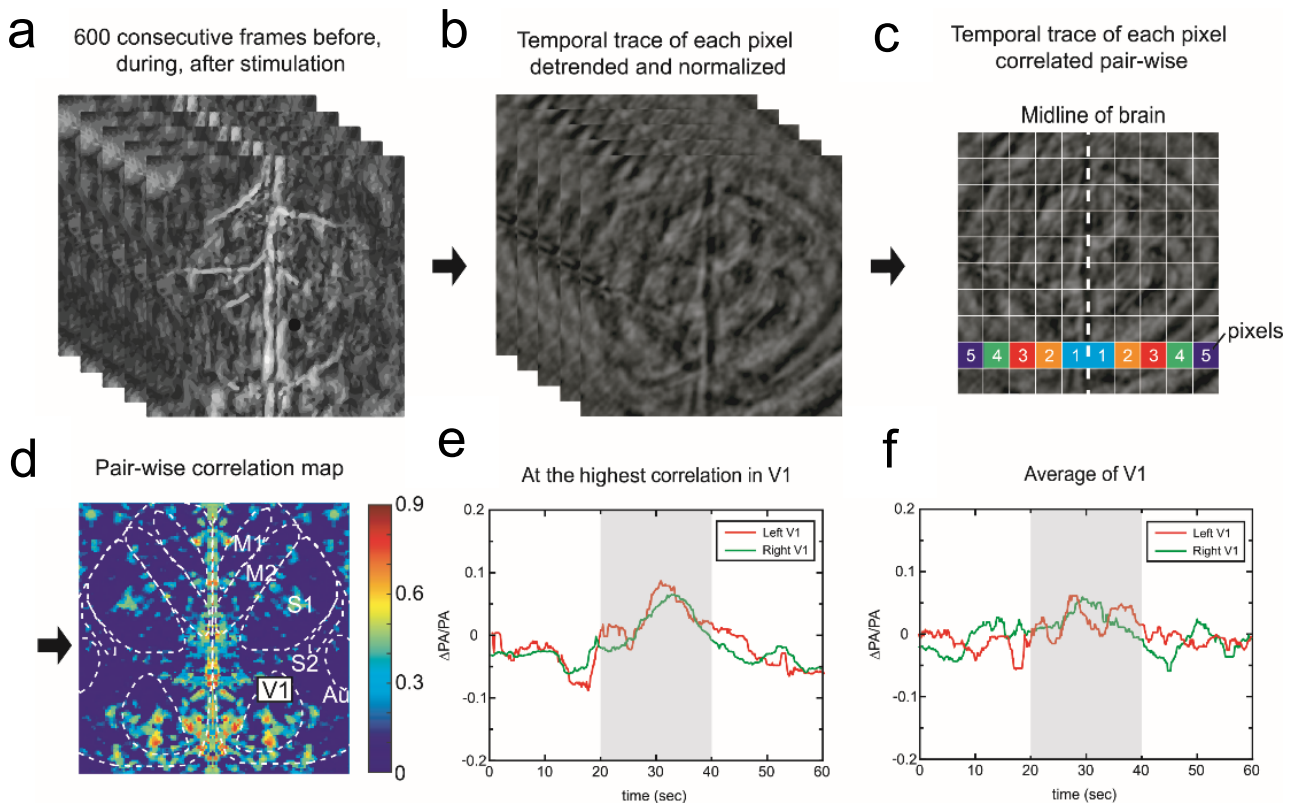 a
600 consecutive frames before,
during, after stimulation
b
Temporal trace of each pixel
detrended and normalized
c
Temporal trace of each pixel
correlated pair-wise
Midline of brain
5 4 3 2 1 1 2 3 4 5
pixels
d
Pair-wise correlation map
M1
M2
S1
S2
V1
Au
0.9
0.6
0.3
0
e
At the highest correlation in V1
Left V1
Right V1
ΔPA/PA
0.2
0.1
0
-0.1
-0.2
0 10 20 30 40 50 60
time (sec)
f
Average of V1
Left V1
Right V1
ΔPA/PA
0.2
0.1
0
-0.1
-0.2
0 10 20 30 40 50 60
time (sec)